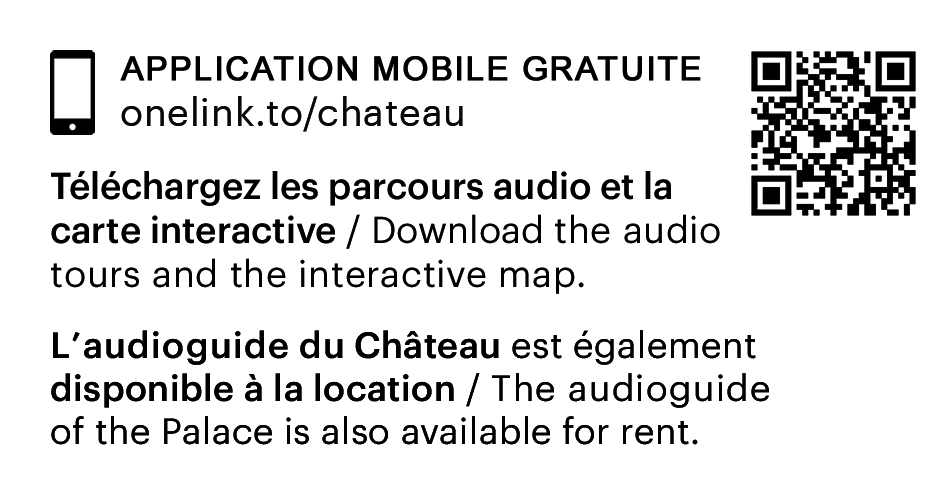 APPLICATION MOBILE GRATUITE
onelink.to/chateau
Téléchargez les parcours audio et la
carte interactive / Download the audio
tours and the interactive map.
L’audioguide du Château est également
disponible à la location / The audioguide
of the Palace is also available for rent.